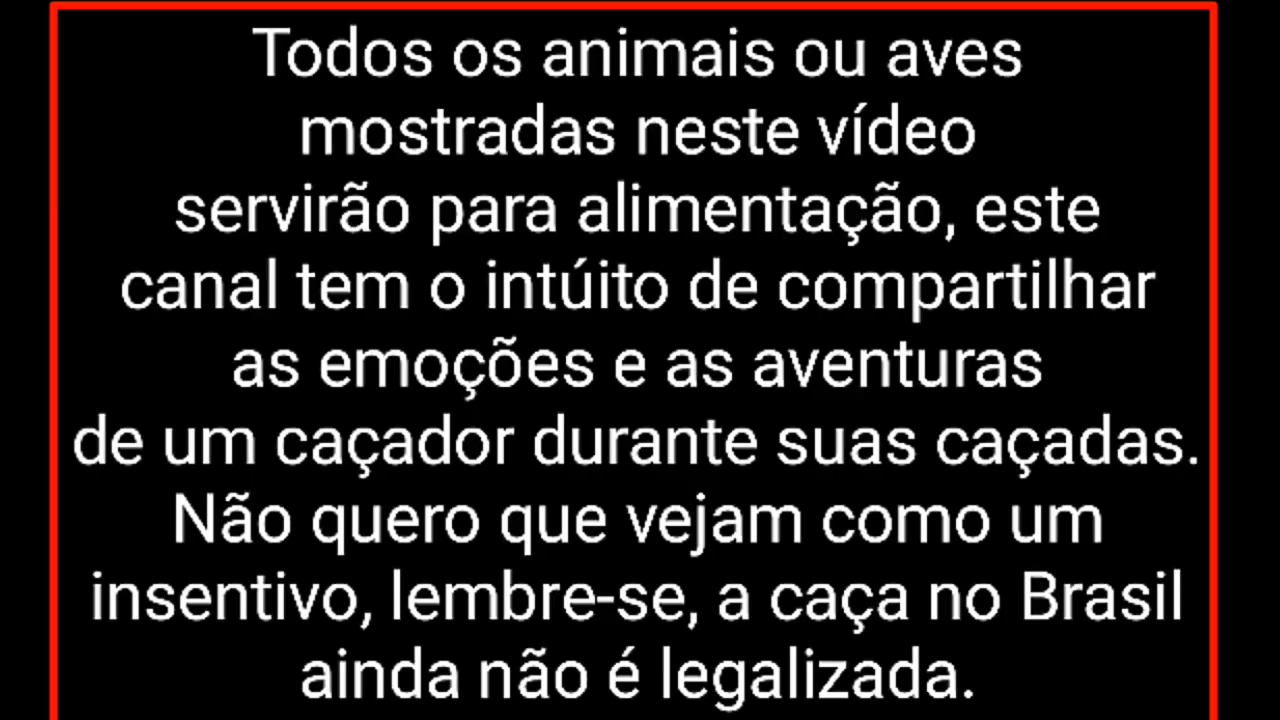 Todos os animais ou aves
mostradas neste vídeo
servirão para alimentação, este
canal tem o intúito de compartilhar
as emoções e as aventuras
de um caçador durante suas caçadas.
Não quero que vejam como um
insentivo, lembre-se, a caça no Brasil
ainda não é legalizada.